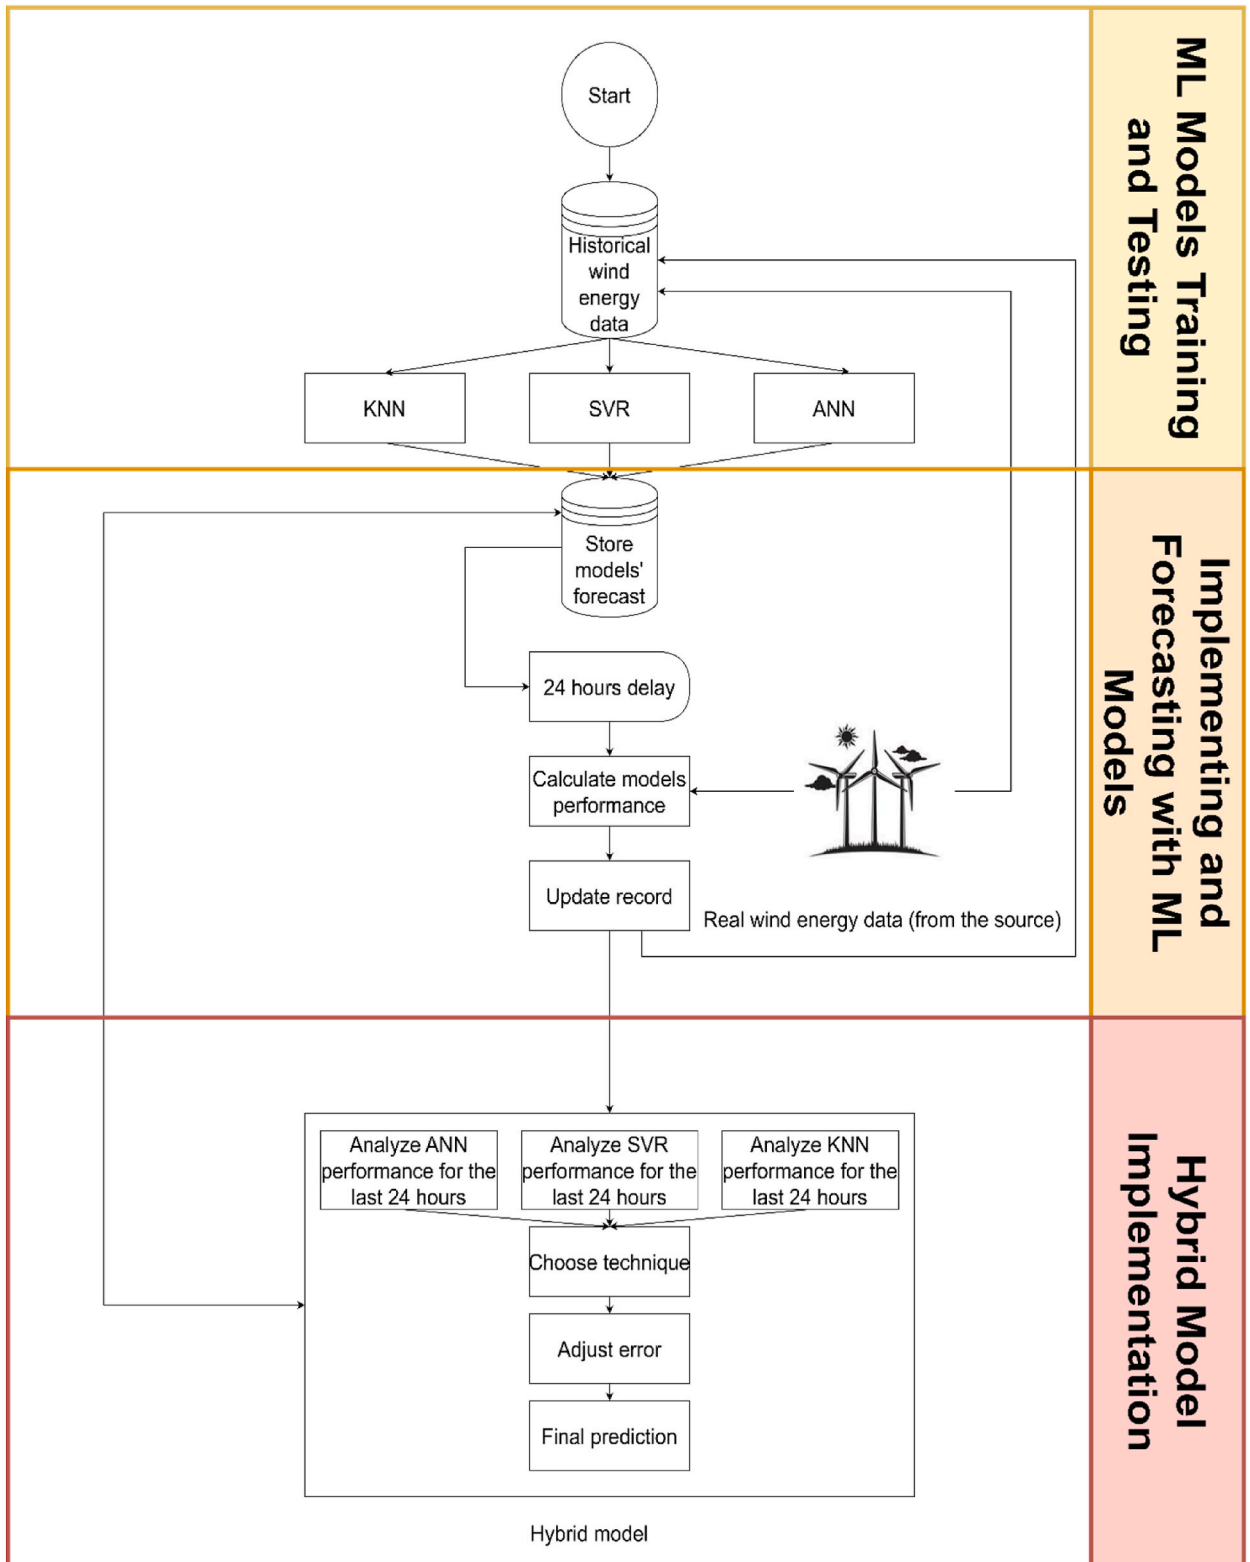 Start
Historical
wind
energy
data
KNN
SVR
ANN
ML Models Training
and Testing
Store
models'
forecast
24 hours delay
Calculate models
performance
Update record
Real wind energy data (from the source)
Implementing and
Forecasting with ML
Models
Analyze ANN
performance for the
last 24 hours
Analyze SVR
performance for the
last 24 hours
Analyze KNN
performance for the
last 24 hours
Choose technique
Adjust error
Final prediction
Hybrid model
Hybrid Model
Implementation